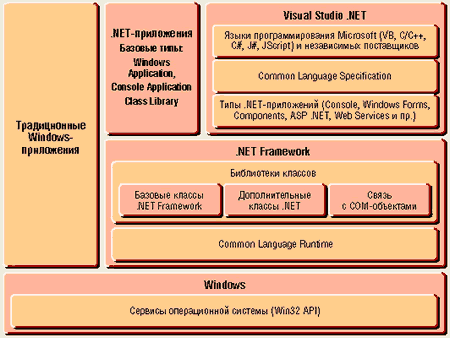 Традиционные
Windows-
приложения
.NET-приложения
Базовые типы:
Windows
Application,
Console Application
Class Library
Visual Studio .NET
Языки программирования Microsoft (VB, C/C++,
C#, J#, JScript) и независимых поставщиков
Common Language Specification
Типы .NET-приложений (Console, Windows Forms,
Components, ASP .NET, Web Services и пр.)
.NET Framework
Библиотеки классов
Базовые классы
.NET Framework
Дополнительные
классы .NET
Связь
с COM-объектами
Common Language Runtime
Windows
Сервисы операционной системы (Win32 API)